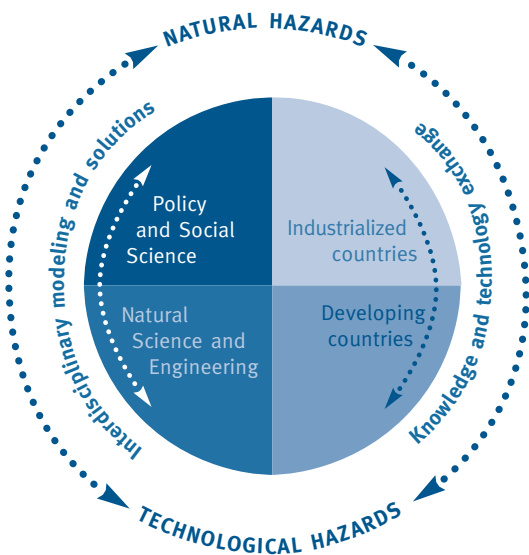 NATURAL HAZARDS
Interdisciplinary modeling and solutions
Knowledge and technology exchange
Policy
and Social
Science
Industrialized
countries
Natural
Science and
Engineering
Developing
countries
TECHNOLOGICAL HAZARDS